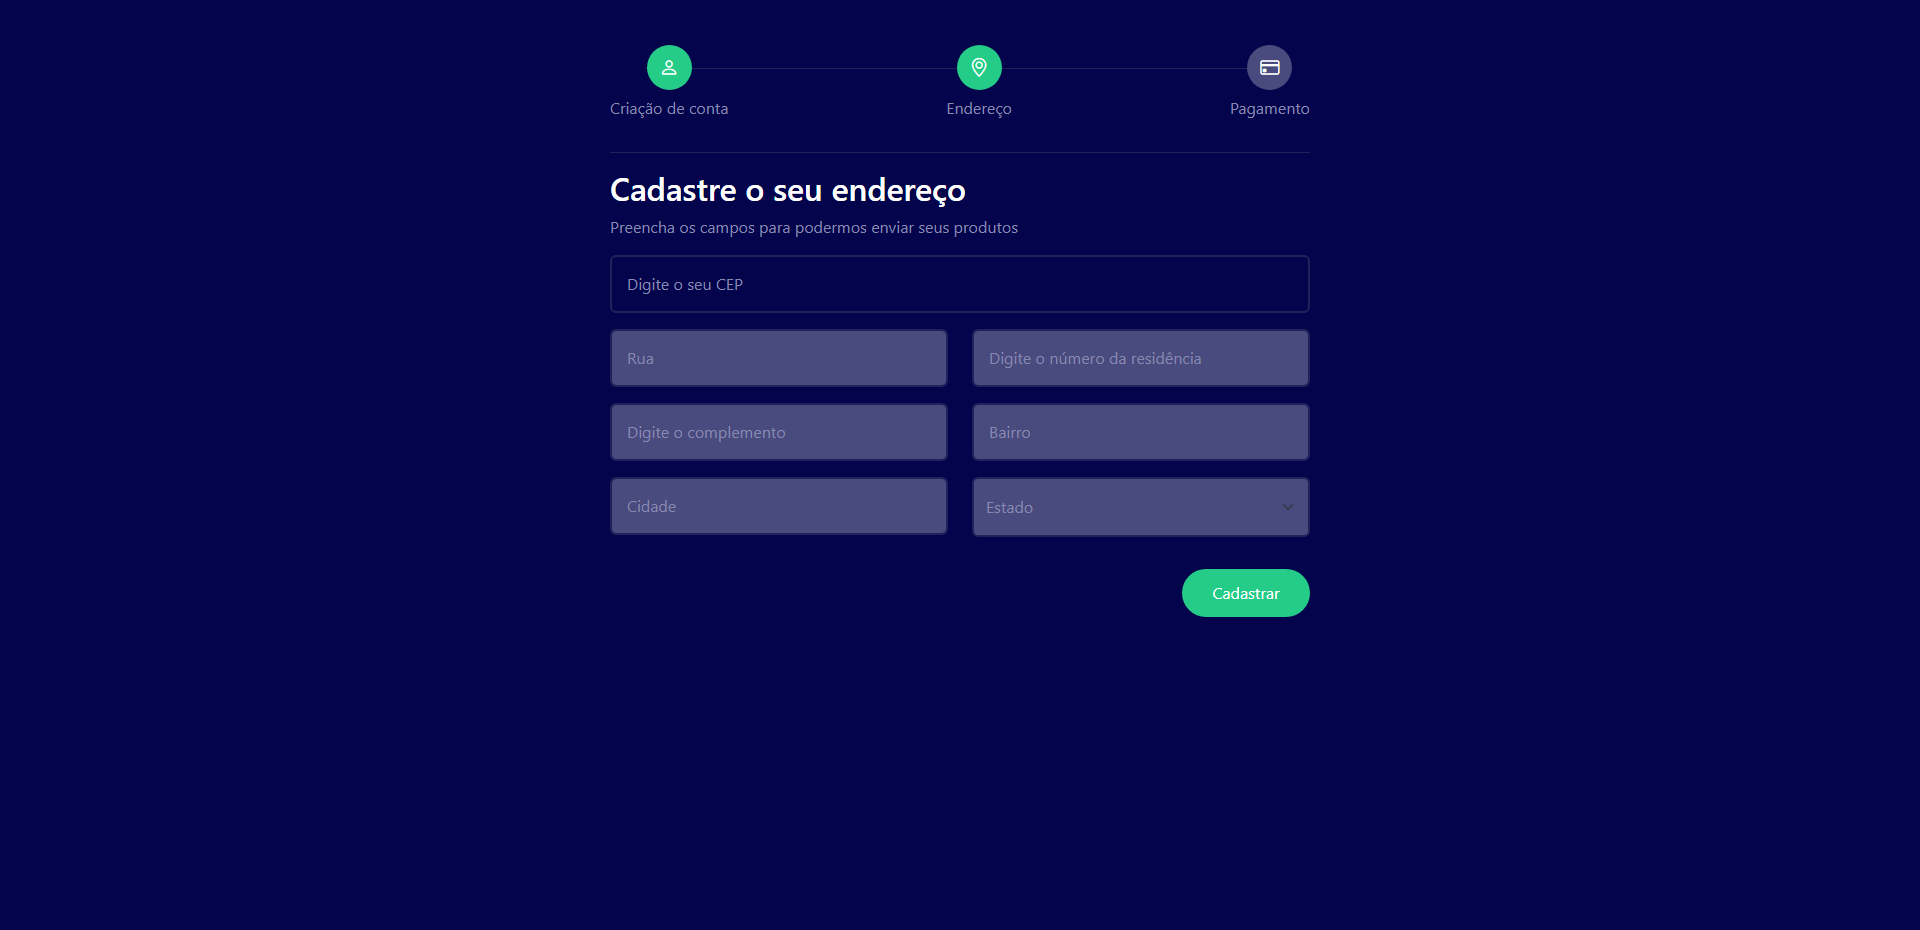 Criação de conta
Endereço
Pagamento
Cadastre o seu endereço
Preencha os campos para podermos enviar seus produtos
Digite o seu CEP
Rua
Digite o número da residência
Digite o complemento
Bairro
Cidade
Estado
Cadastrar